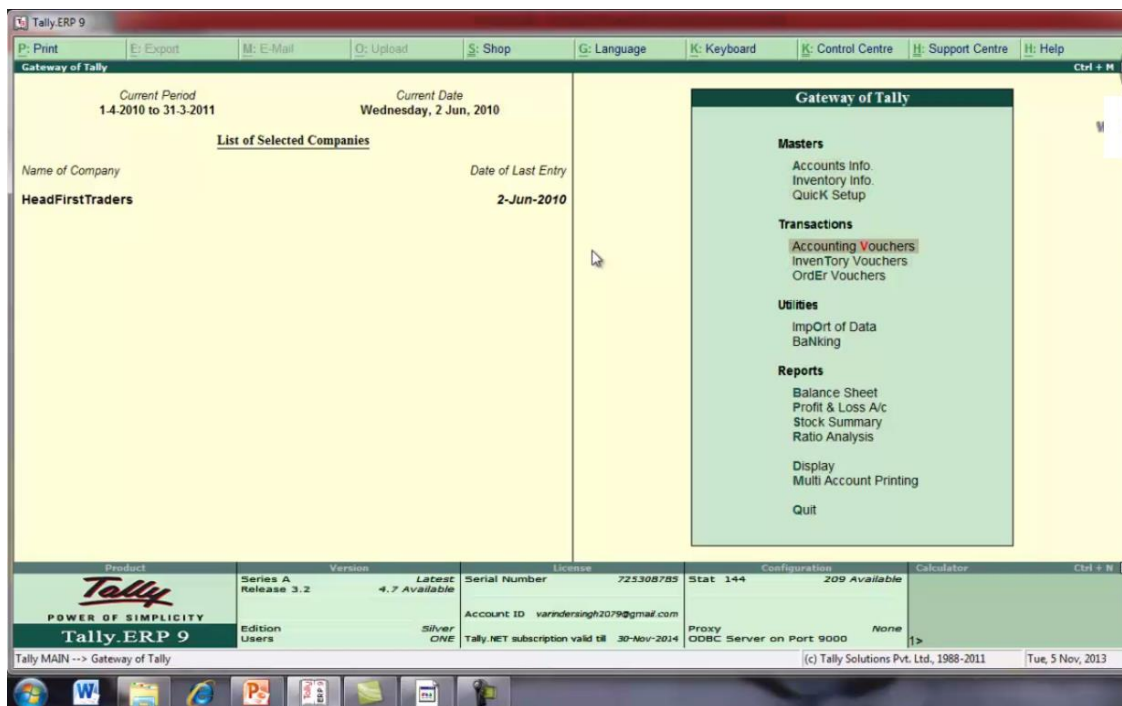 Tally.ERP 9
P: Print E: Export M: E-Mail O: Upload S: Shop G: Language K: Keyboard K: Control Centre H: Support Centre H: Help
Gateway of Tally Ctrl + M
Current Period Current Date
1-4-2010 to 31-3-2011 Wednesday, 2 Jun, 2010
List of Selected Companies
Name of Company Date of Last Entry
HeadFirstTraders 2-Jun-2010
Gateway of Tally
Masters
Accounts Info.
Inventory Info.
QuicK Setup
Transactions
Accounting Vouchers
InvenTory Vouchers
OrdEr Vouchers
Utilities
ImpOrt of Data
BaNking
Reports
Balance Sheet
Profit & Loss A/c
Stock Summary
Ratio Analysis
Display
Multi Account Printing
Quit
Product Version License Configuration Calculator Ctrl + N
Tally
POWER OF SIMPLICITY
Tally.ERP 9
Series A Latest
Release 3.2 4.7 Available
Edition Silver
Users ONE
Serial Number 725308785
Account ID varindersingh2079@gmail.com
Tally.NET subscription valid till 30-Nov-2014
Stat 144 209 Available
Proxy None
ODBC Server on Port 9000
1>
Tally MAIN --> Gateway of Tally (c) Tally Solutions Pvt. Ltd., 1988-2011 Tue, 5 Nov, 2013